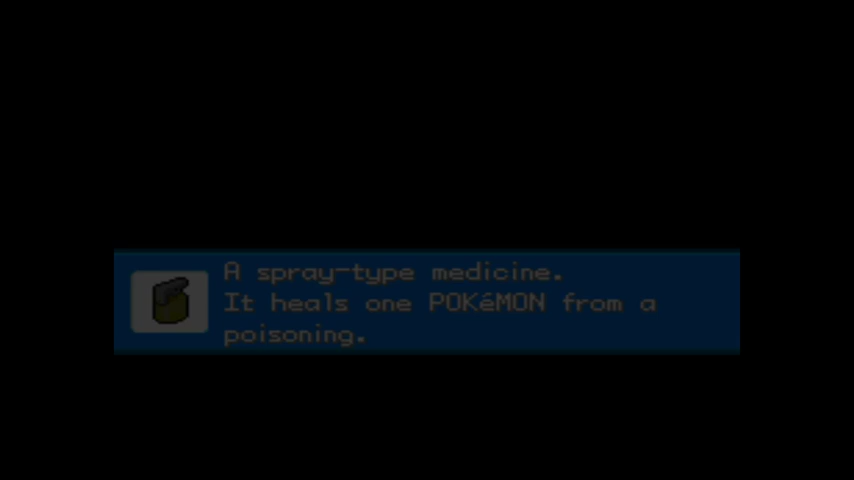 A spray-type medicine.
It heals one POKéMON from a
poisoning.